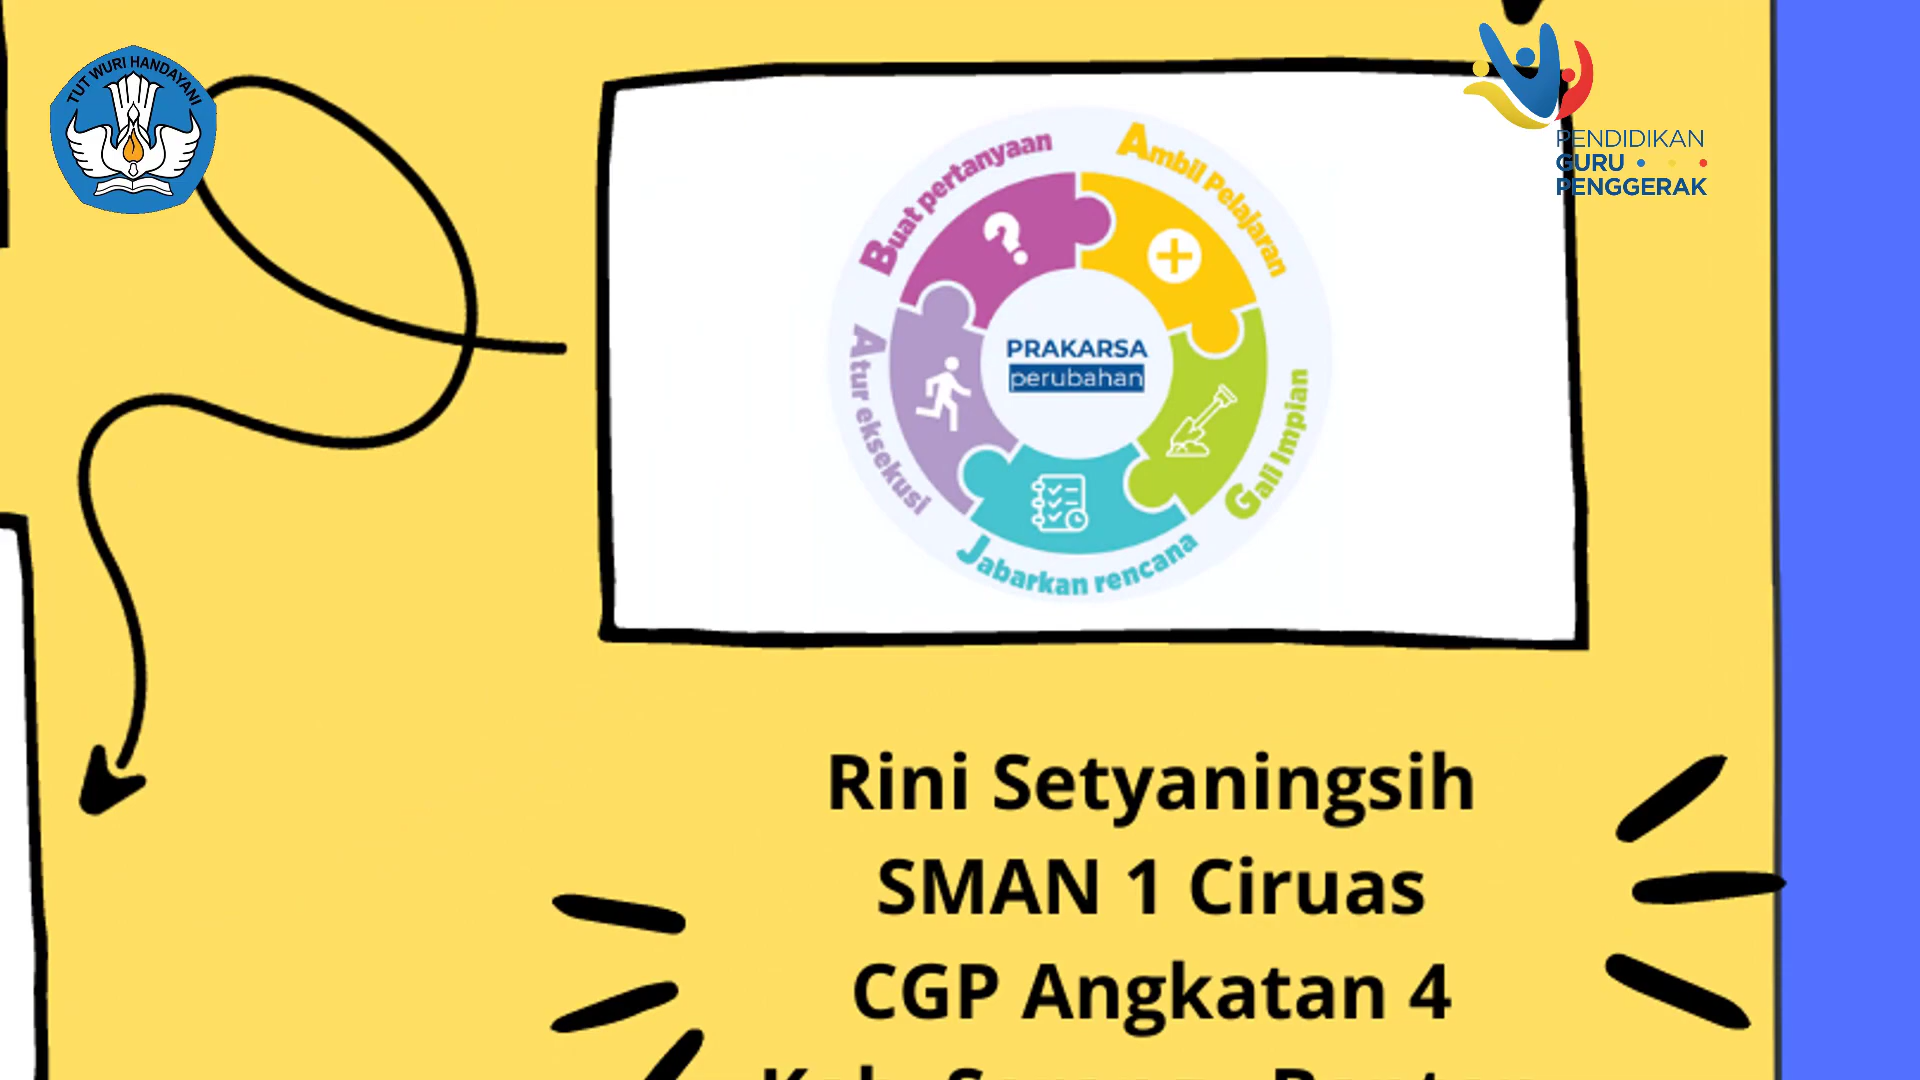 TUT WURI HANDAYANI
PENDIDIKAN
GURU
PENGGERAK
Buat pertanyaan
Ambil Pelajaran
Gali Impian
Jabarkan rencana
Atur eksekusi
PRAKARSA
perubahan
Rini Setyaningsih
SMAN 1 Ciruas
CGP Angkatan 4